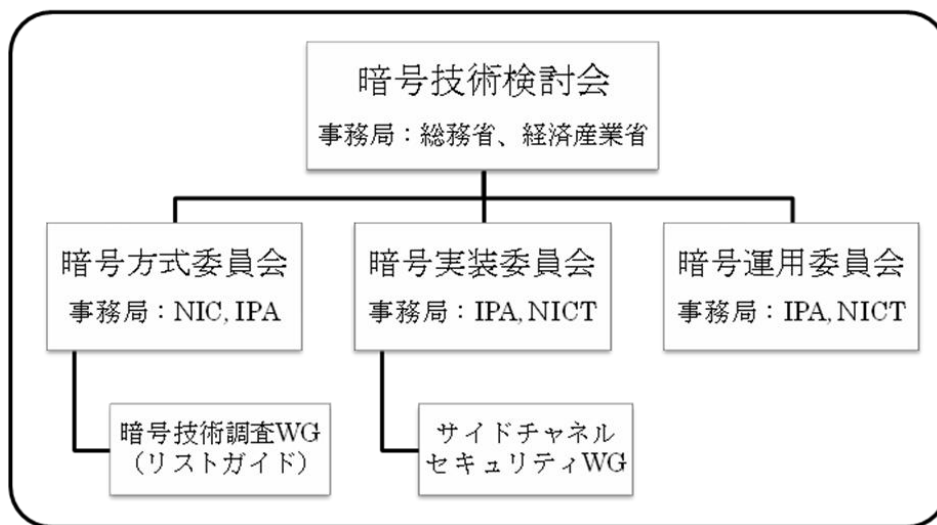 暗号技術検討会
事務局：総務省、経済産業省
暗号方式委員会
事務局：NIC, IPA
暗号実装委員会
事務局：IPA, NICT
暗号運用委員会
事務局：IPA, NICT
暗号技術調査WG
（リストガイド）
サイドチャネル
セキュリティWG